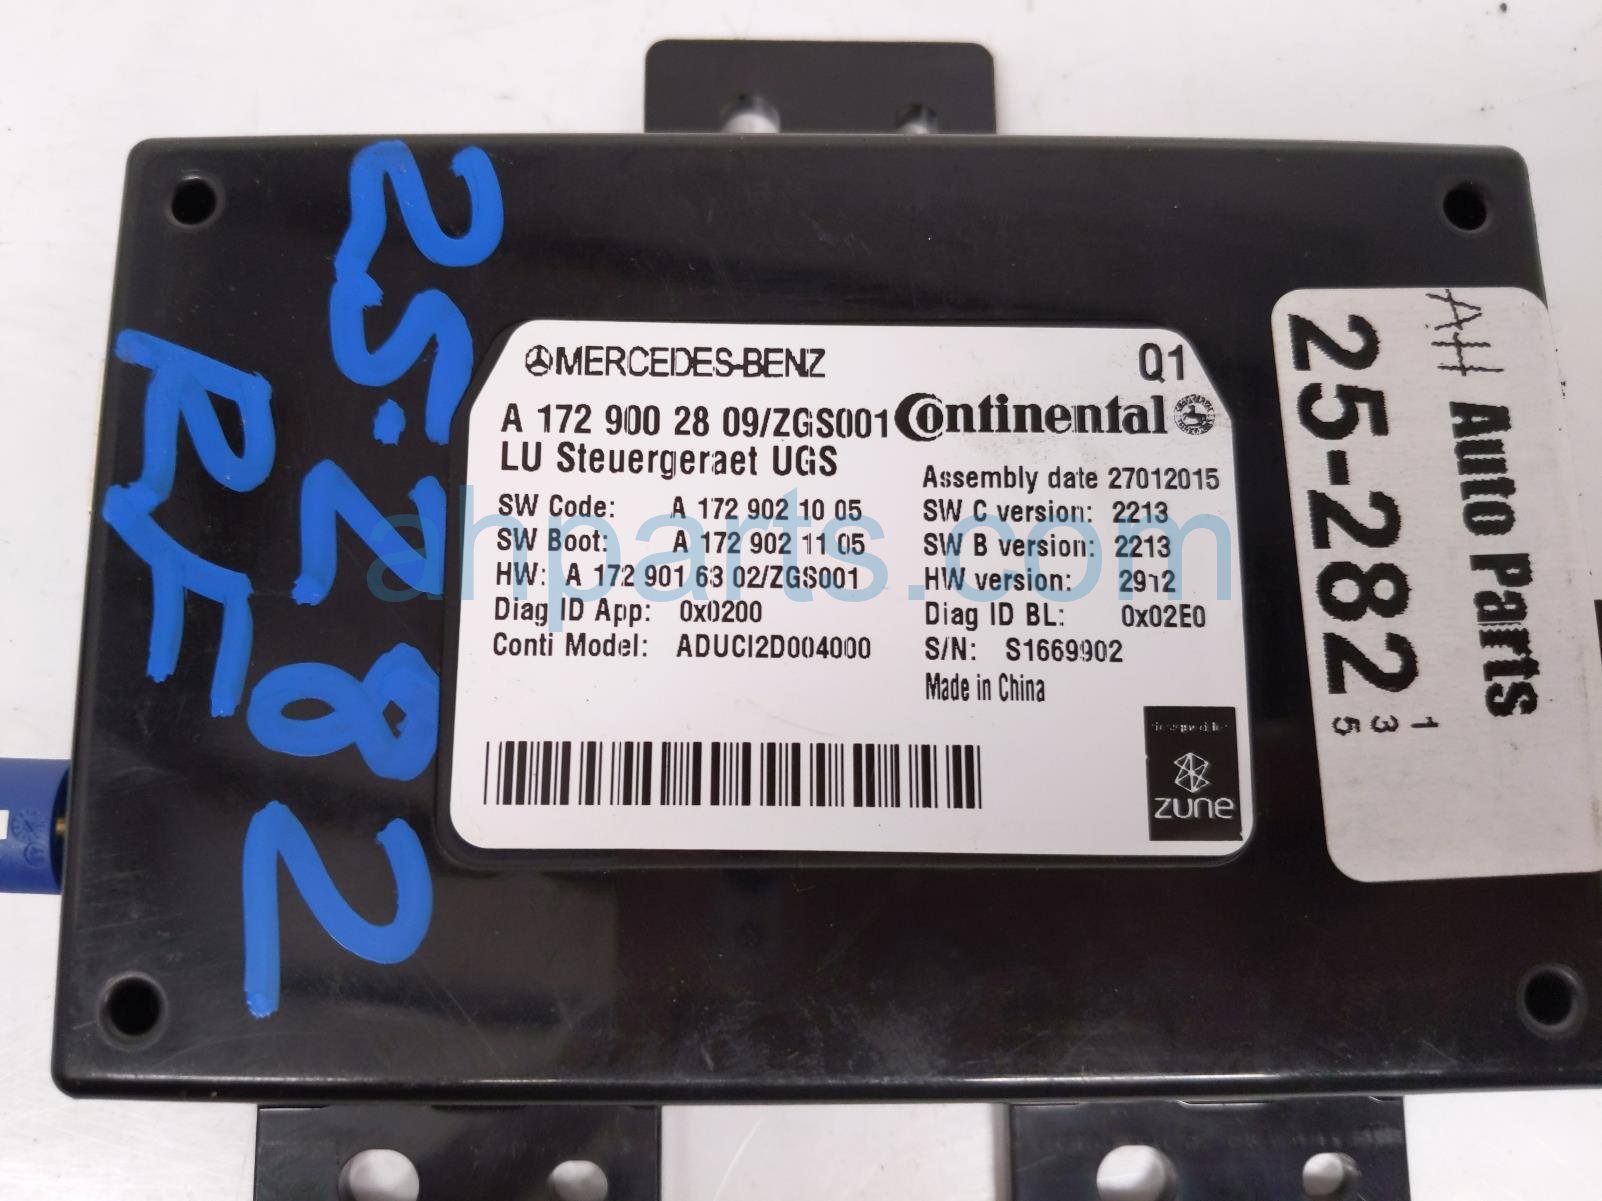 MERCEDES-BENZ
Q1
A 172 900 28 09/ZGS001
Continental
LU Steuergeraet UGS
Assembly date 27012015
SW Code: A 172 902 10 05
SW C version: 2213
SW Boot: A 172 902 11 05
SW B version: 2213
HW: A 172 901 63 02/ZGS001
HW version: 2912
Diag ID App: 0x0200
Diag ID BL: 0x02E0
Conti Model: ADUCI2D004000
S/N: S1669902
Made in China
designed by
zune
AH Auto Parts
25-282
1
3
5
25-282
ahparts.com